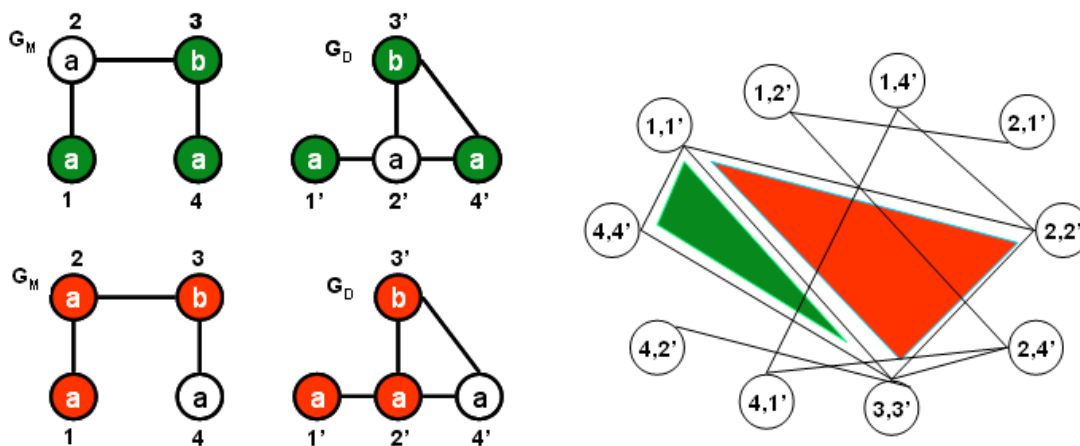 2 3
G_M a b
a a
1 4
3'
G_D b
a a a
1' 2' 4'
2 3
G_M a b
a a
1 4
3'
G_D b
a a a
1' 2' 4'
1,2' 1,4'
1,1' 2,1'
4,4' 2,2'
4,2' 2,4'
4,1' 3,3'